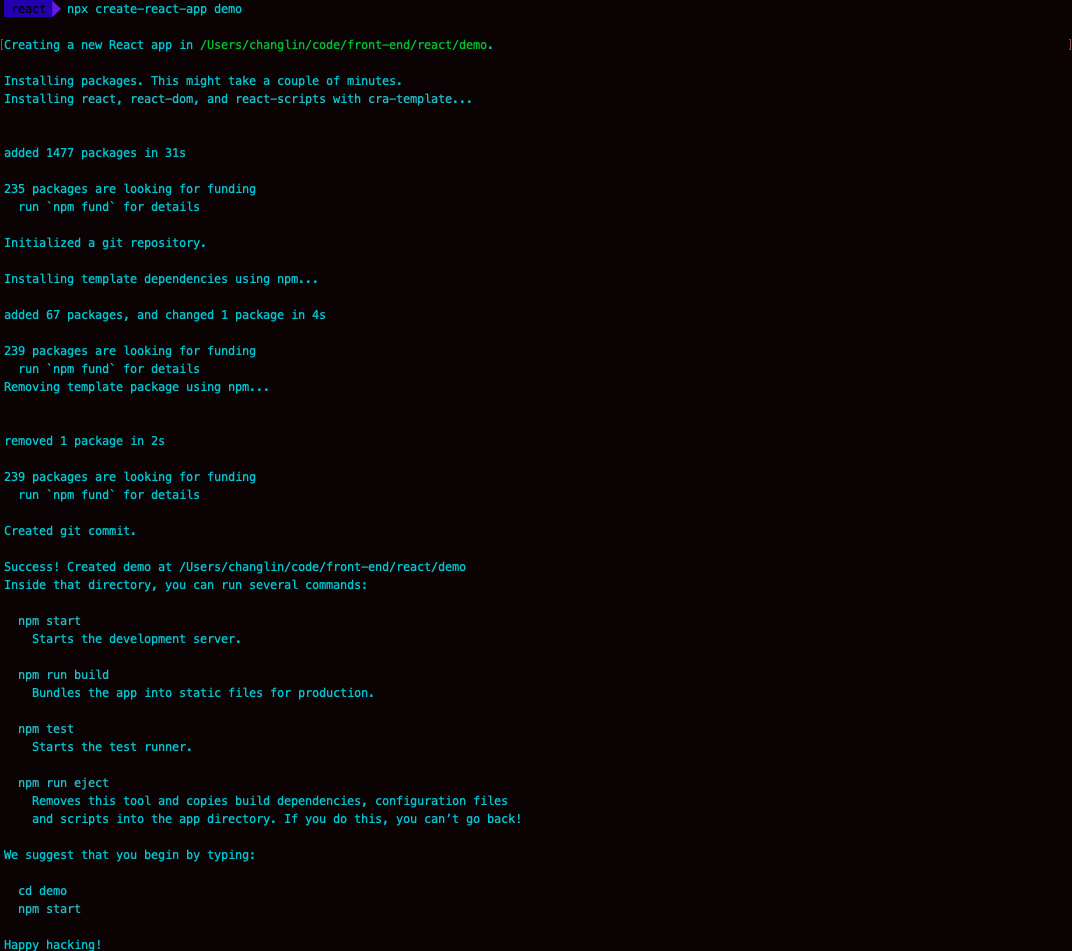 react npx create-react-app demo
[Creating a new React app in /Users/changlin/code/front-end/react/demo. ]
Installing packages. This might take a couple of minutes.
Installing react, react-dom, and react-scripts with cra-template...
added 1477 packages in 31s
235 packages are looking for funding
  run `npm fund` for details
Initialized a git repository.
Installing template dependencies using npm...
added 67 packages, and changed 1 package in 4s
239 packages are looking for funding
  run `npm fund` for details
Removing template package using npm...
removed 1 package in 2s
239 packages are looking for funding
  run `npm fund` for details
Created git commit.
Success! Created demo at /Users/changlin/code/front-end/react/demo
Inside that directory, you can run several commands:
  npm start
    Starts the development server.
  npm run build
    Bundles the app into static files for production.
  npm test
    Starts the test runner.
  npm run eject
    Removes this tool and copies build dependencies, configuration files
    and scripts into the app directory. If you do this, you can’t go back!
We suggest that you begin by typing:
  cd demo
  npm start
Happy hacking!